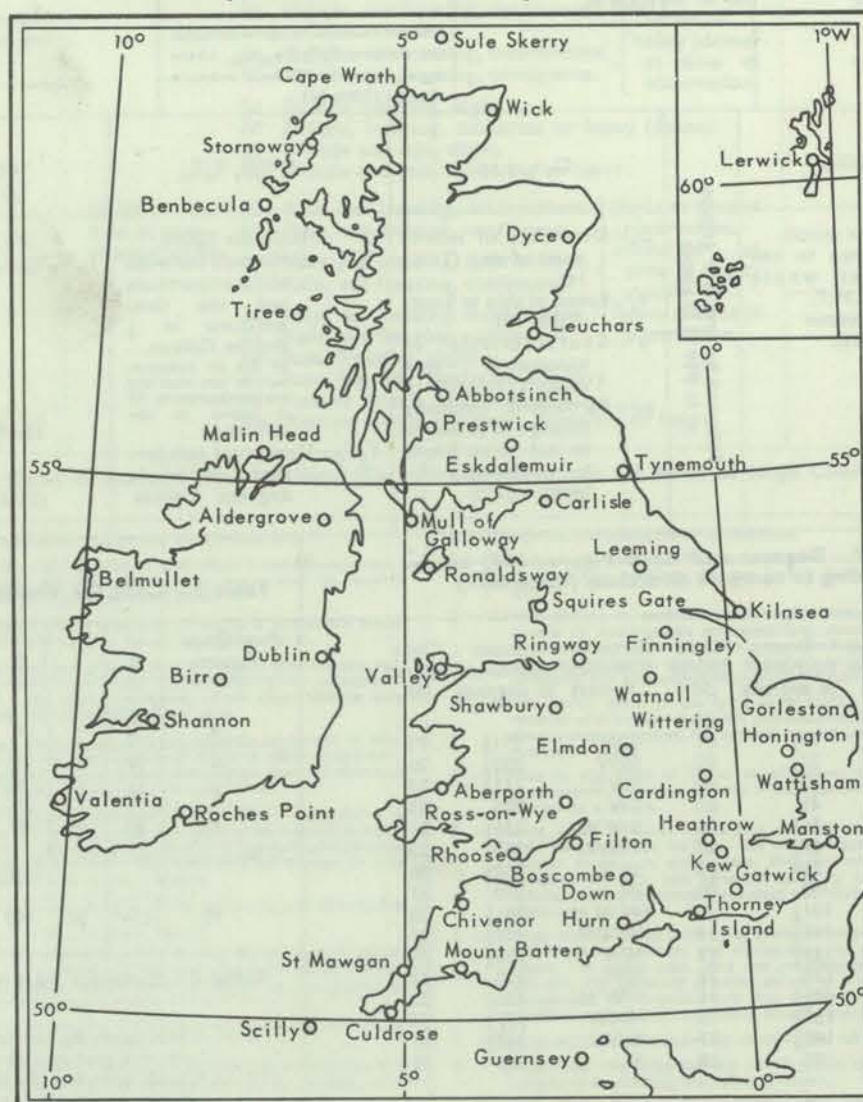 10° 5° Sule Skerry 1°W
Cape Wrath
Wick
Stornoway
Lerwick
60°
Benbecula
Dyce
Tiree
Leuchars
0°
Abbotsinch
Prestwick
Malin Head
Eskdalemuir Tynemouth
55° 55°
Carlisle
Aldergrove Mull of
Galloway
Leeming
Belmullet Ronaldsway
Squires Gate Kilnsea
Ringway Finningley
Dublin
Valley
Birr Watnall
Shawbury Wittering Gorleston
Shannon Honington
Elmdon
Wattisham
Valentia Aberporth Cardington
Roches Point Ross-on-Wye
Heathrow Manston
Rhoose Filton
Kew
Boscombe Gatwick
Down
Chivenor Hurn Thorney
Island
St Mawgan Mount Batten
50° 50°
Scilly Culdrose
Guernsey
10° 5° 0°